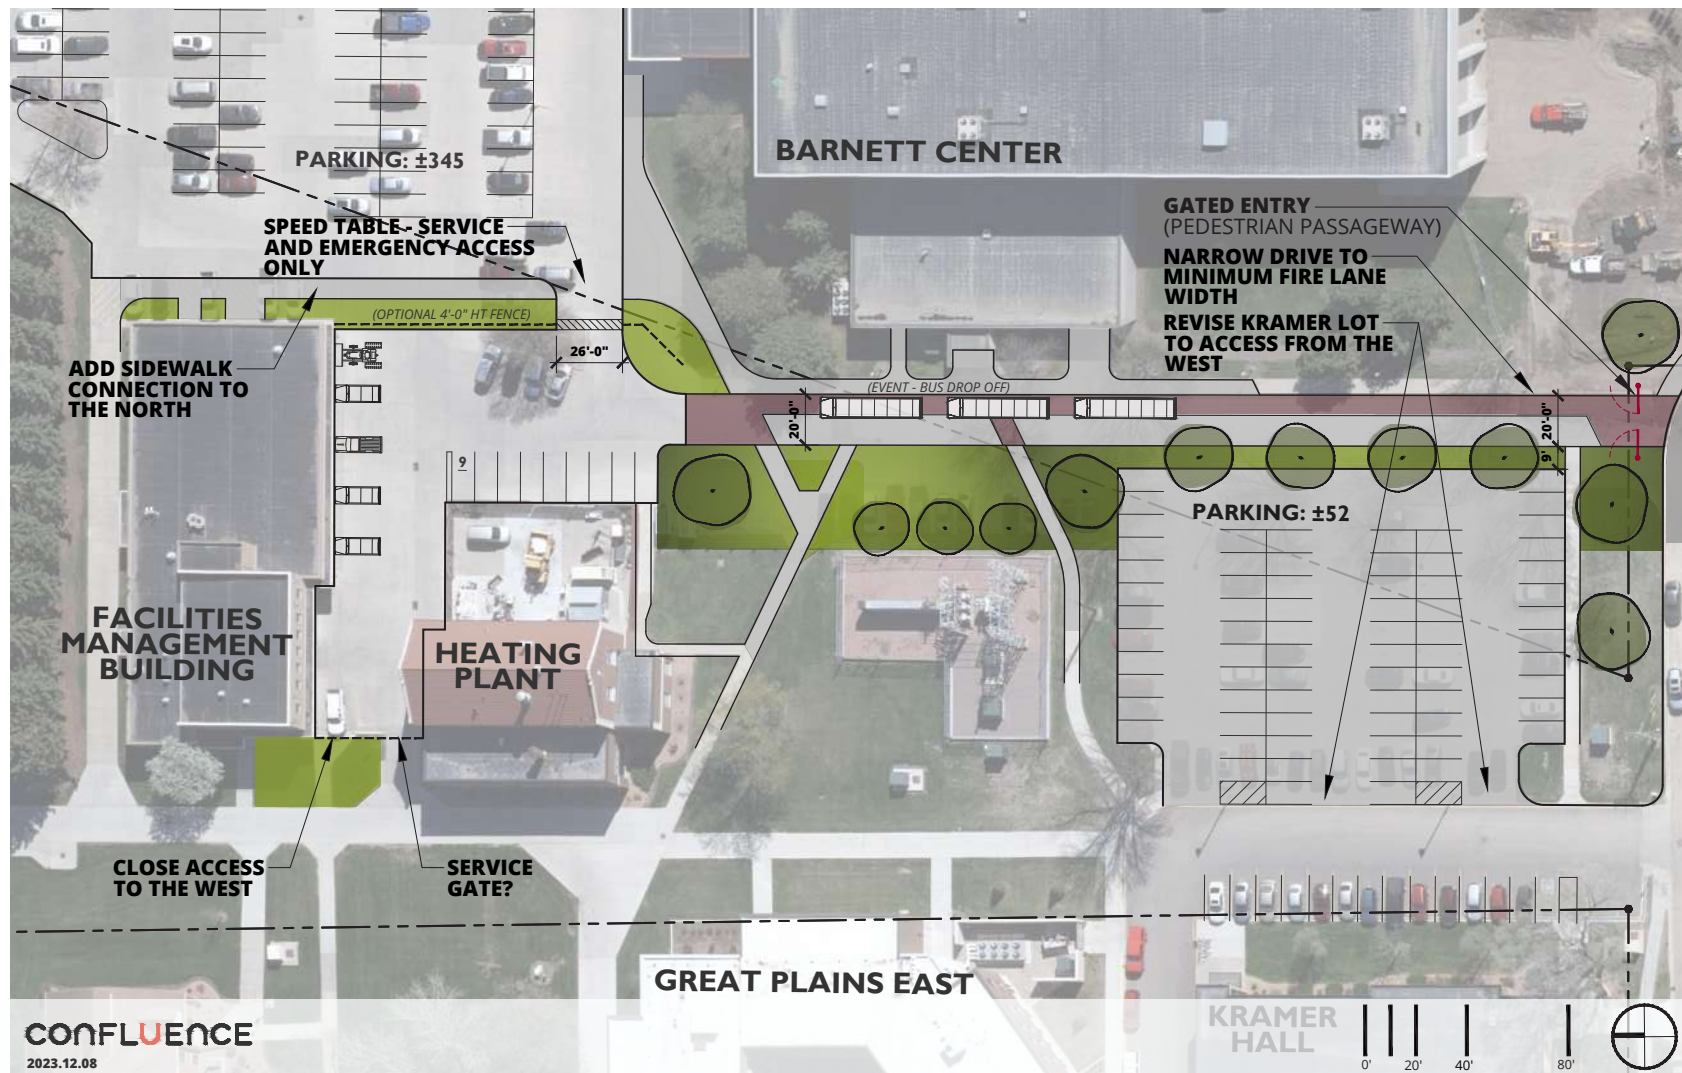 BARNETT CENTER
PARKING: ±345
GATED ENTRY
(PEDESTRIAN PASSAGEWAY)
SPEED TABLE - SERVICE
AND EMERGENCY ACCESS
ONLY
NARROW DRIVE TO
MINIMUM FIRE LANE
WIDTH
(OPTIONAL 4'-0" HT FENCE)
REVISE KRAMER LOT
TO ACCESS FROM THE
WEST
26'-0"
ADD SIDEWALK
CONNECTION TO
THE NORTH
(EVENT - BUS DROP OFF)
20'-0"
20'-0"
9'
9
PARKING: ±52
FACILITIES
MANAGEMENT
BUILDING
HEATING
PLANT
CLOSE ACCESS
TO THE WEST
SERVICE
GATE?
GREAT PLAINS EAST
KRAMER
HALL
CONFLUENCE
2023.12.08
0'
20'
40'
80'